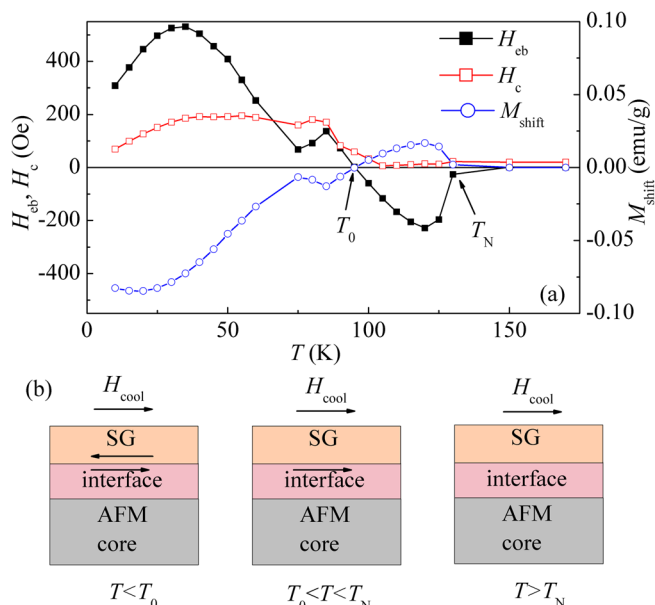 400
200
0
-200
-400
H_eb, H_c (Oe)
0.10
0.05
0.00
-0.05
-0.10
M_shift (emu/g)
H_eb
H_c
M_shift
T_0
T_N
(a)
0 50 100 150
T (K)
(b)
H_cool H_cool H_cool
SG SG SG
interface interface interface
AFM AFM AFM
core core core
T<T_0 T_0<T<T_N T>T_N